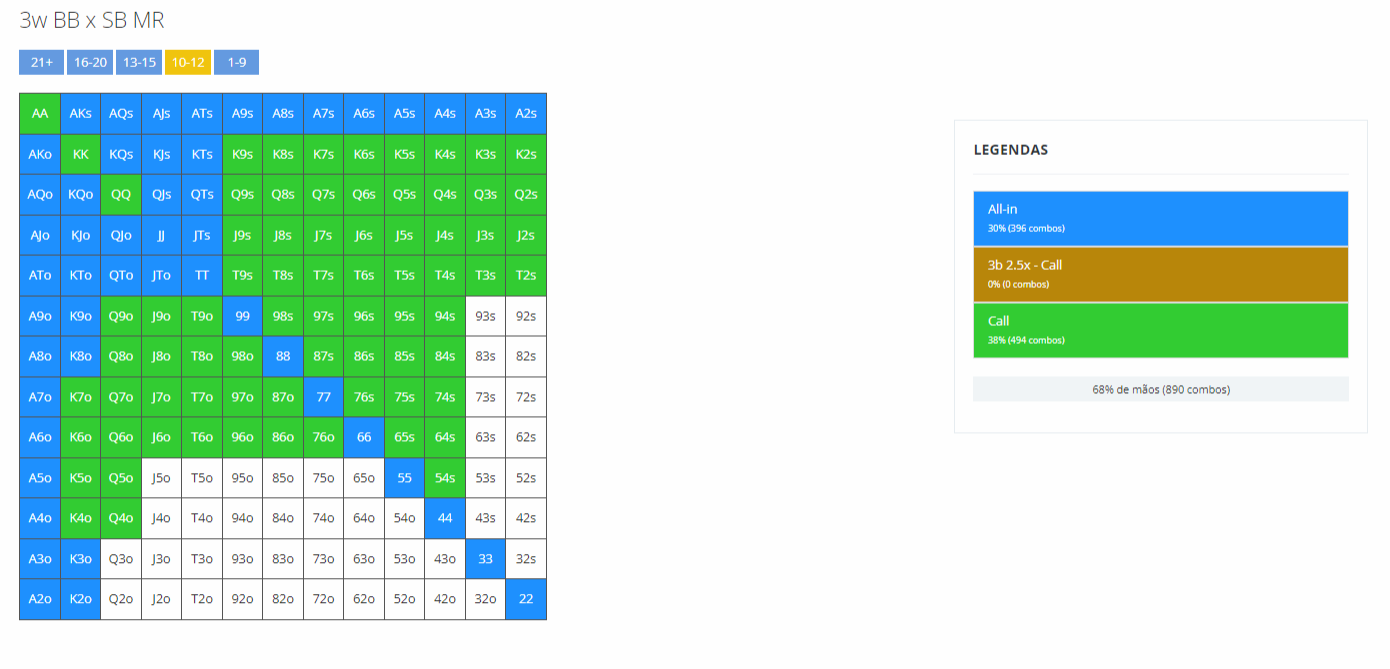 3w BB x SB MR
21+ 16-20 13-15 10-12 1-9
AA AKs AQs AJs ATs A9s A8s A7s A6s A5s A4s A3s A2s
AKo KK KQs KJs KTs K9s K8s K7s K6s K5s K4s K3s K2s
AQo KQo QQ QJs QTs Q9s Q8s Q7s Q6s Q5s Q4s Q3s Q2s
AJo KJo QJo JJ JTs J9s J8s J7s J6s J5s J4s J3s J2s
ATo KTo QTo JTo TT T9s T8s T7s T6s T5s T4s T3s T2s
A9o K9o Q9o J9o T9o 99 98s 97s 96s 95s 94s 93s 92s
A8o K8o Q8o J8o T8o 98o 88 87s 86s 85s 84s 83s 82s
A7o K7o Q7o J7o T7o 97o 87o 77 76s 75s 74s 73s 72s
A6o K6o Q6o J6o T6o 96o 86o 76o 66 65s 64s 63s 62s
A5o K5o Q5o J5o T5o 95o 85o 75o 65o 55 54s 53s 52s
A4o K4o Q4o J4o T4o 94o 84o 74o 64o 54o 44 43s 42s
A3o K3o Q3o J3o T3o 93o 83o 73o 63o 53o 43o 33 32s
A2o K2o Q2o J2o T2o 92o 82o 72o 62o 52o 42o 32o 22
LEGENDAS
All-in
30% (396 combos)
3b 2.5x - Call
0% (0 combos)
Call
38% (494 combos)
68% de mãos (890 combos)